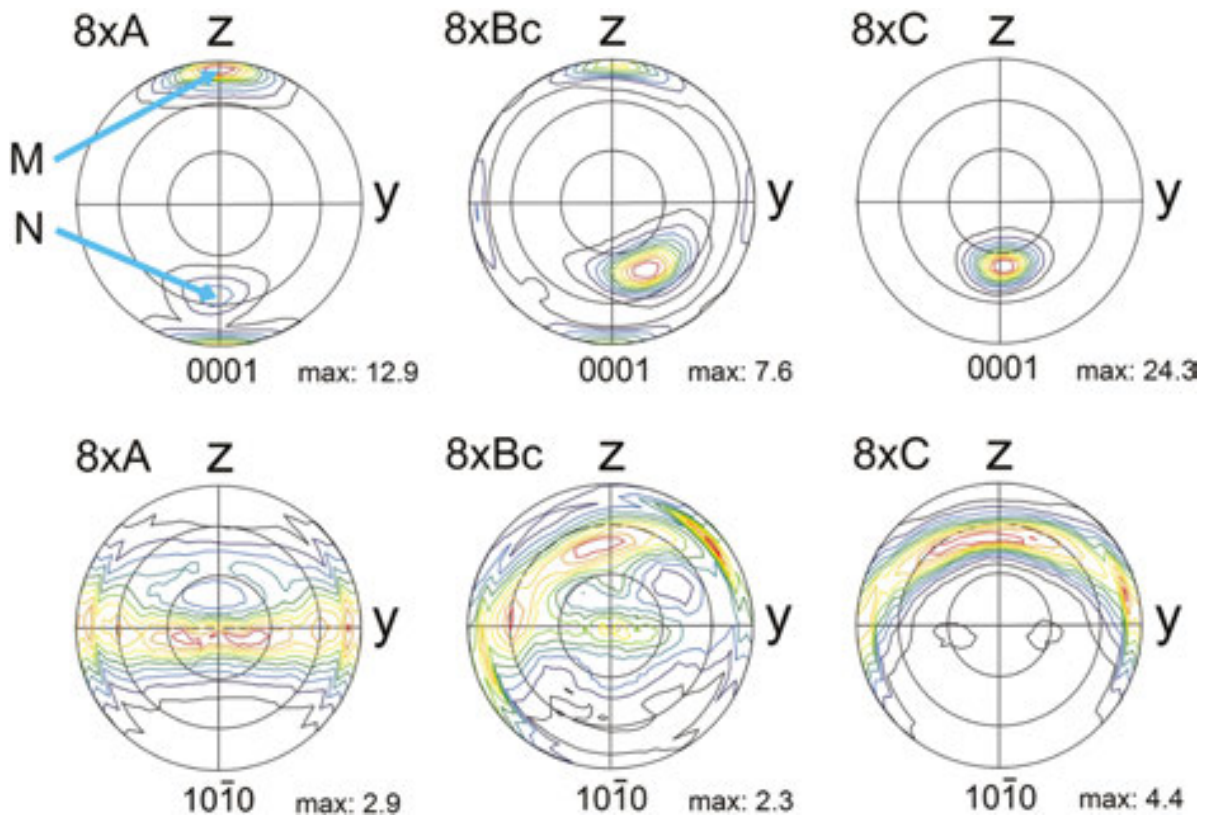 8xA Z 8xBc Z 8xC Z
M
N
y y y
0001 max: 12.9 0001 max: 7.6 0001 max: 24.3
8xA Z 8xBc Z 8xC Z
y y y
101̄0 max: 2.9 101̄0 max: 2.3 101̄0 max: 4.4